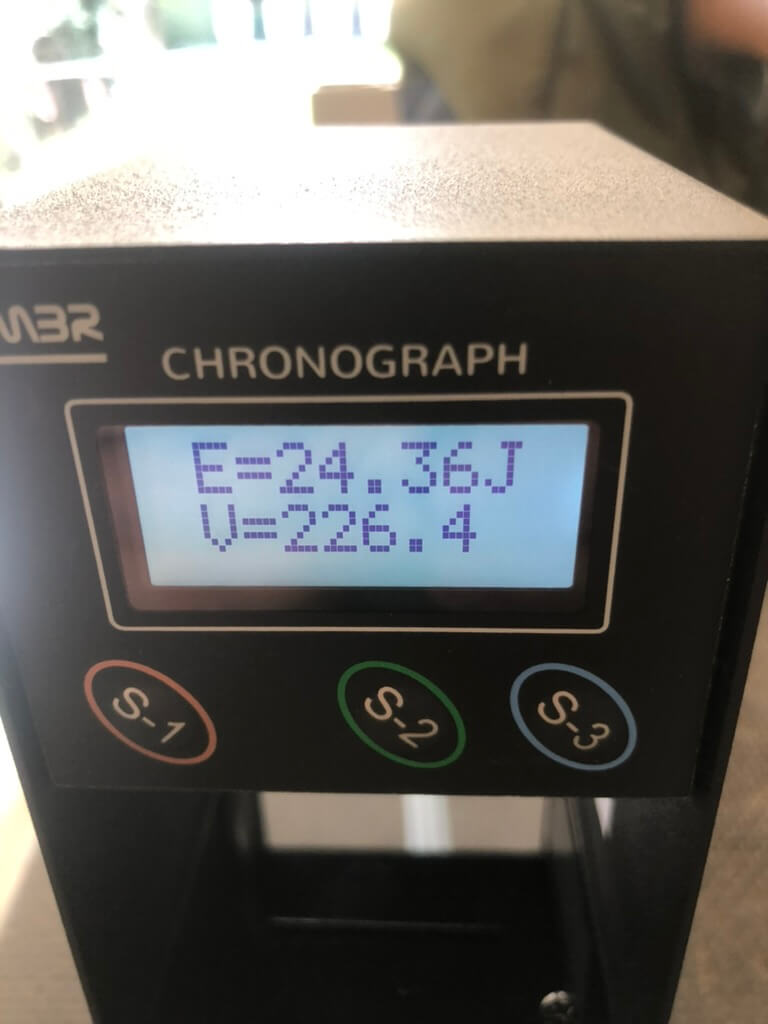 CHRONOGRAPH
E=24.36J
V=226.4
S-1
S-2
S-3